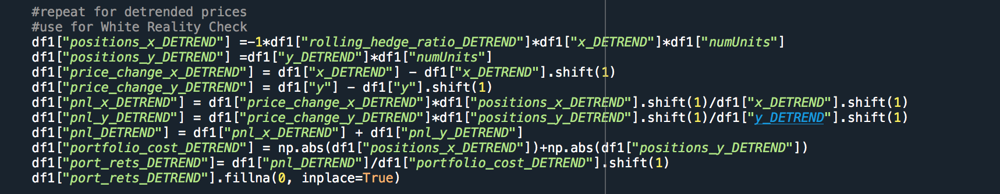 #repeat for detrended prices
#use for White Reality Check
df1["positions_x_DETREND"] =-1*df1["rolling_hedge_ratio_DETREND"]*df1["x_DETREND"]*df1["numUnits"]
df1["positions_y_DETREND"] =df1["y_DETREND"]*df1["numUnits"]
df1["price_change_x_DETREND"] = df1["x_DETREND"] - df1["x_DETREND"].shift(1)
df1["price_change_y_DETREND"] = df1["y"] - df1["y"].shift(1)
df1["pnl_x_DETREND"] = df1["price_change_x_DETREND"]*df1["positions_x_DETREND"].shift(1)/df1["x_DETREND"].shift(1)
df1["pnl_y_DETREND"] = df1["price_change_y_DETREND"]*df1["positions_y_DETREND"].shift(1)/df1["y_DETREND"].shift(1)
df1["pnl_DETREND"] = df1["pnl_x_DETREND"] + df1["pnl_y_DETREND"]
df1["portfolio_cost_DETREND"] = np.abs(df1["positions_x_DETREND"])+np.abs(df1["positions_y_DETREND"])
df1["port_rets_DETREND"]= df1["pnl_DETREND"]/df1["portfolio_cost_DETREND"].shift(1)
df1["port_rets_DETREND"].fillna(0, inplace=True)